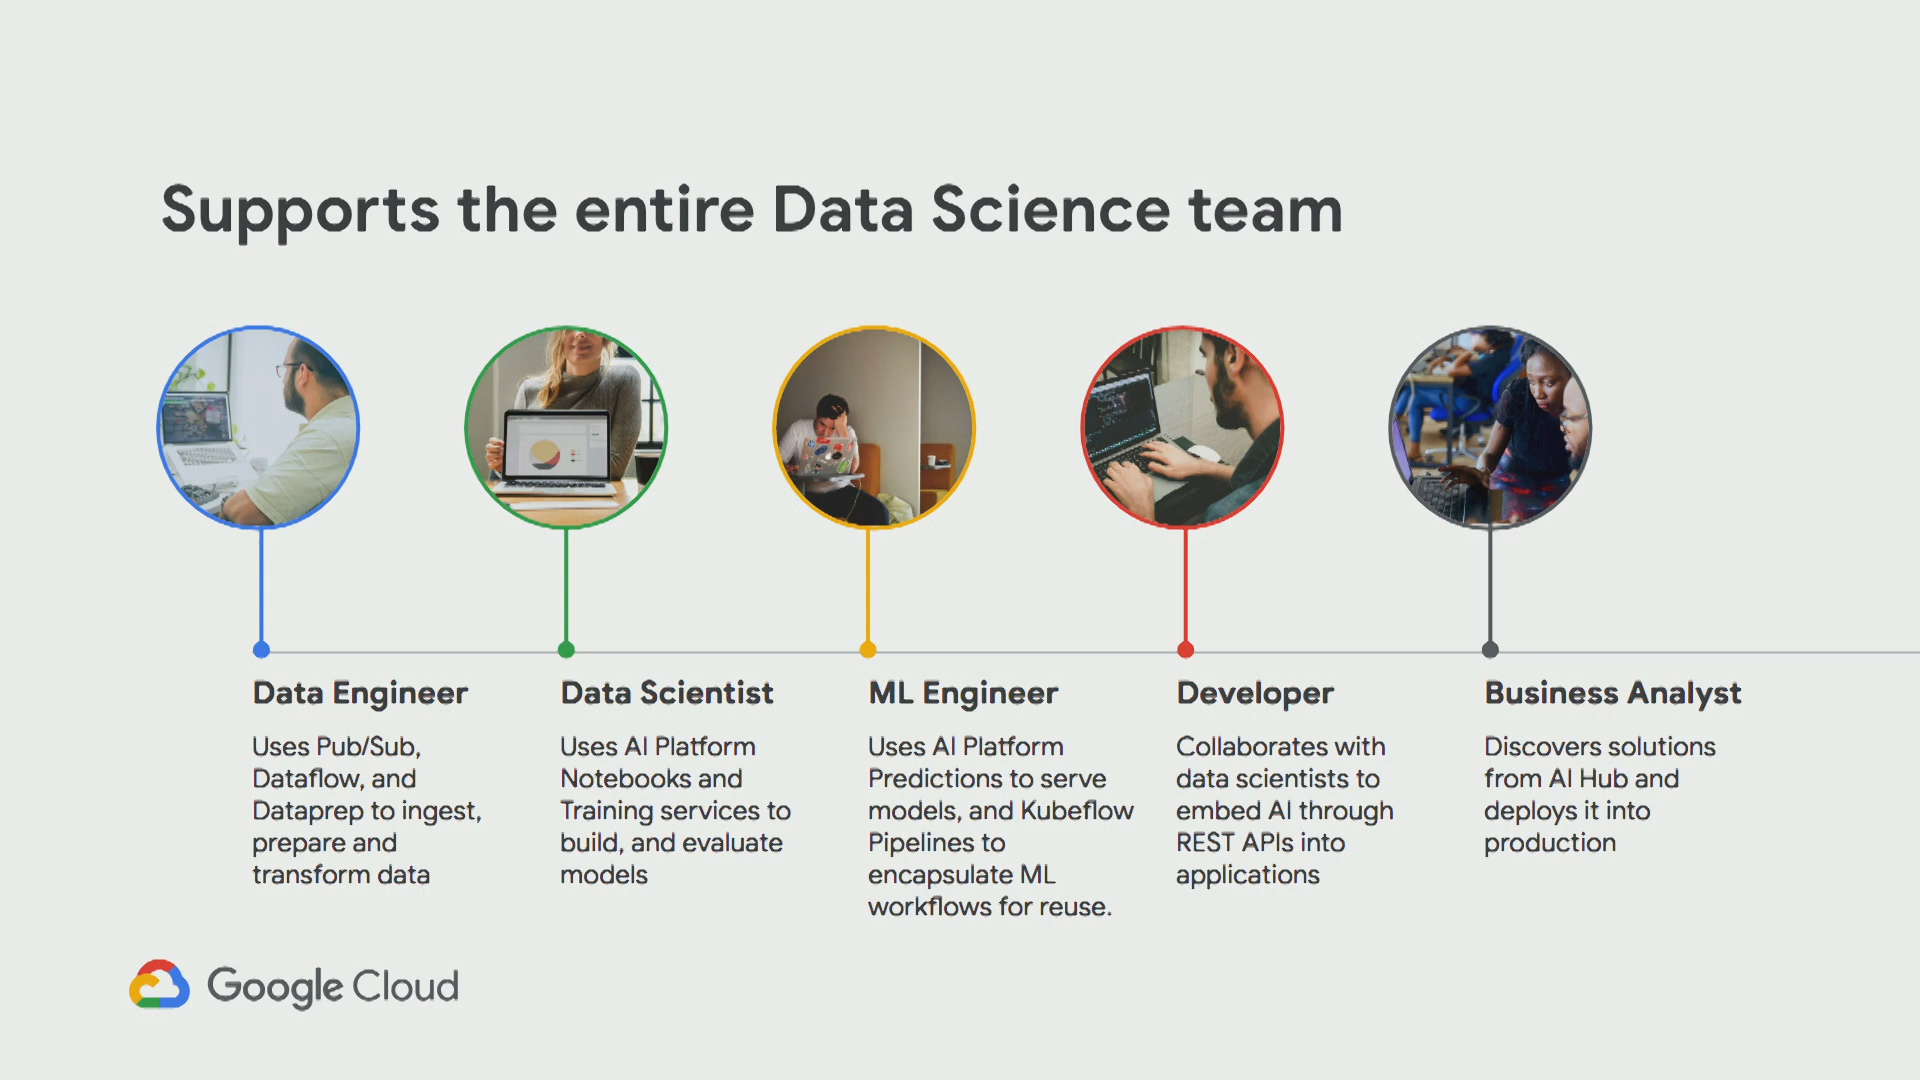 Supports the entire Data Science team
Data Engineer
Uses Pub/Sub,
Dataflow, and
Dataprep to ingest,
prepare and
transform data
Data Scientist
Uses AI Platform
Notebooks and
Training services to
build, and evaluate
models
ML Engineer
Uses AI Platform
Predictions to serve
models, and Kubeflow
Pipelines to
encapsulate ML
workflows for reuse.
Developer
Collaborates with
data scientists to
embed AI through
REST APIs into
applications
Business Analyst
Discovers solutions
from AI Hub and
deploys it into
production
Google Cloud